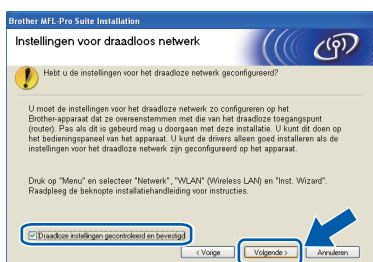 Brother MFL-Pro Suite Installation
Instellingen voor draadloos netwerk
Hebt u de instellingen voor het draadloze netwerk geconfigureerd?
U moet de instellingen voor het draadloze netwerk zo configureren op het
Brother-apparaat dat ze overeenstemmen met die van het draadloze toegangspunt
(router). Pas als dit is gebeurd mag u doorgaan met deze installatie. U kunt dit doen op
het bedieningspaneel van het apparaat. U kunt de drivers alleen goed installeren als de
instellingen voor het draadloze netwerk zijn geconfigureerd op het apparaat.
Druk op "Menu" en selecteer "Netwerk", "WLAN" (Wireless LAN) en "Inst. Wizard".
Raadpleeg de beknopte installatiehandleiding voor instructies.
Draadloze instellingen gecontroleerd en bevestigd
< Vorige
Volgende >
Annuleren